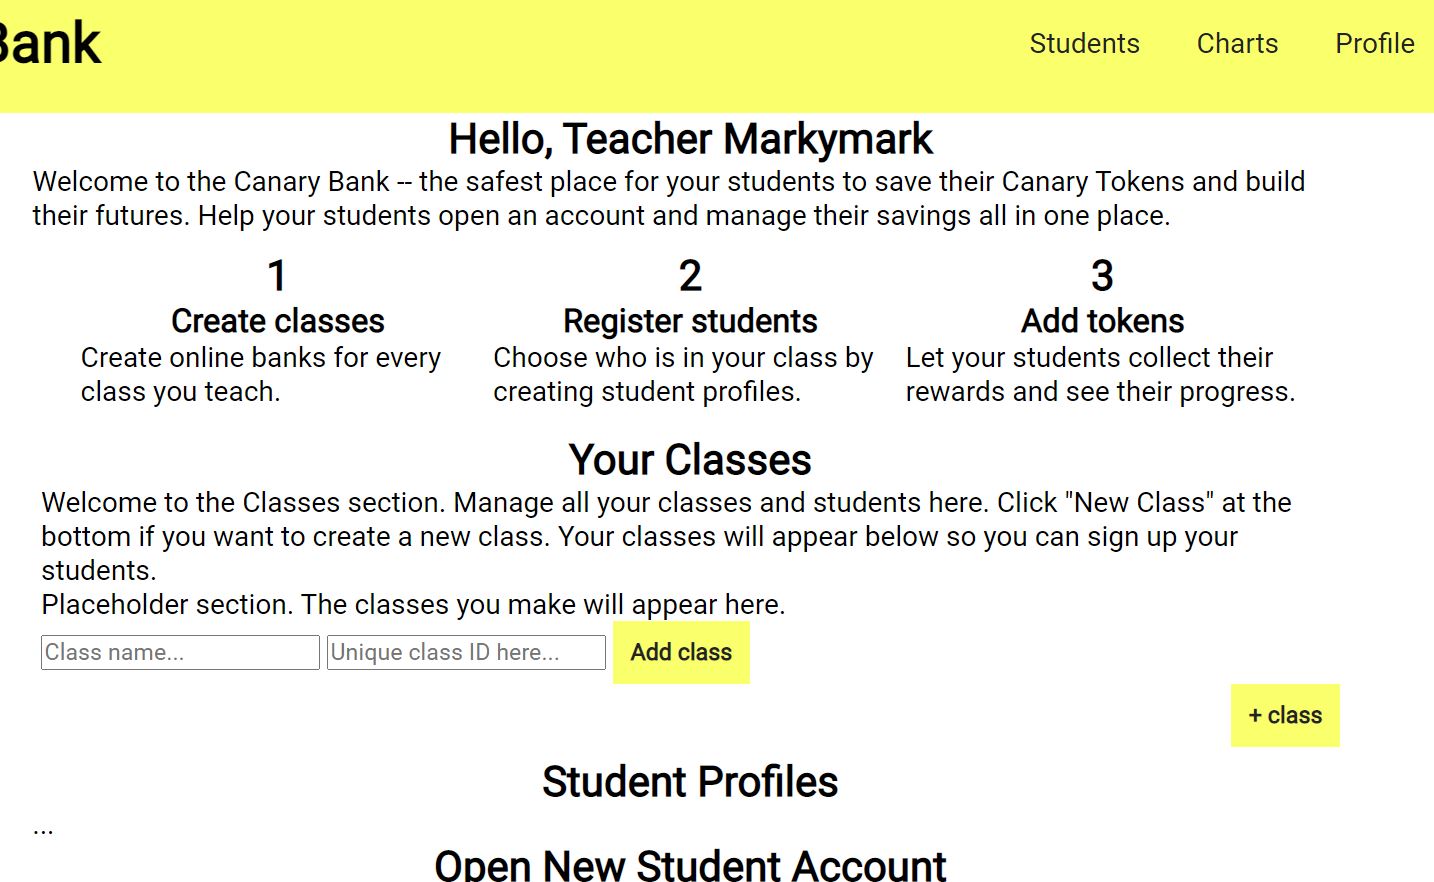 Bank
Students Charts Profile
Hello, Teacher Markymark
Welcome to the Canary Bank -- the safest place for your students to save their Canary Tokens and build
their futures. Help your students open an account and manage their savings all in one place.
1
Create classes
Create online banks for every
class you teach.
2
Register students
Choose who is in your class by
creating student profiles.
3
Add tokens
Let your students collect their
rewards and see their progress.
Your Classes
Welcome to the Classes section. Manage all your classes and students here. Click "New Class" at the
bottom if you want to create a new class. Your classes will appear below so you can sign up your
students.
Placeholder section. The classes you make will appear here.
Class name... Unique class ID here... Add class
+ class
Student Profiles
...
Open New Student Account